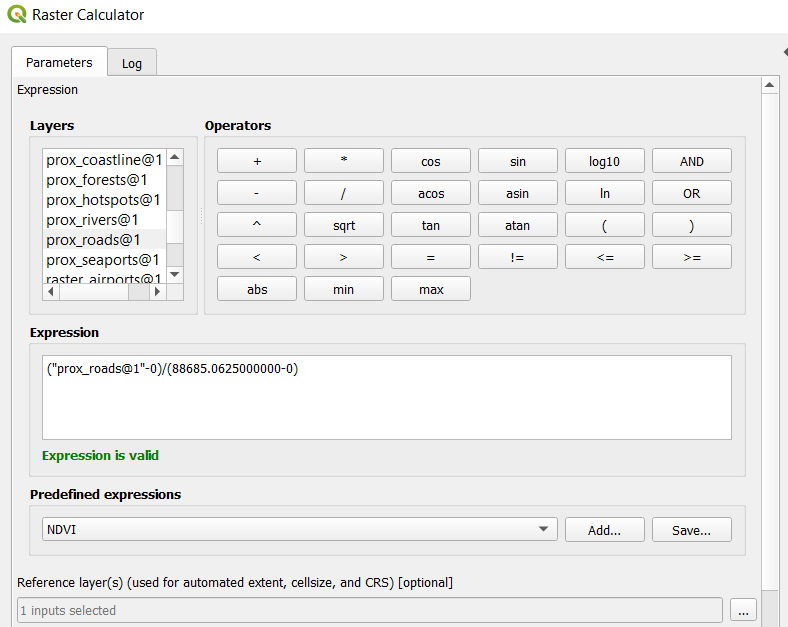 Raster Calculator
Parameters
Log
Expression
Layers
Operators
prox_coastline@1
prox_forests@1
prox_hotspots@1
prox_rivers@1
prox_roads@1
prox_seaports@1
raster_airports@1
+ * cos sin log10 AND
- / acos asin ln OR
^ sqrt tan atan ( )
< > = != <= >=
abs min max
Expression
("prox_roads@1"-0)/(88685.0625000000-0)
Expression is valid
Predefined expressions
NDVI
Add...
Save...
Reference layer(s) (used for automated extent, cellsize, and CRS) [optional]
1 inputs selected
...